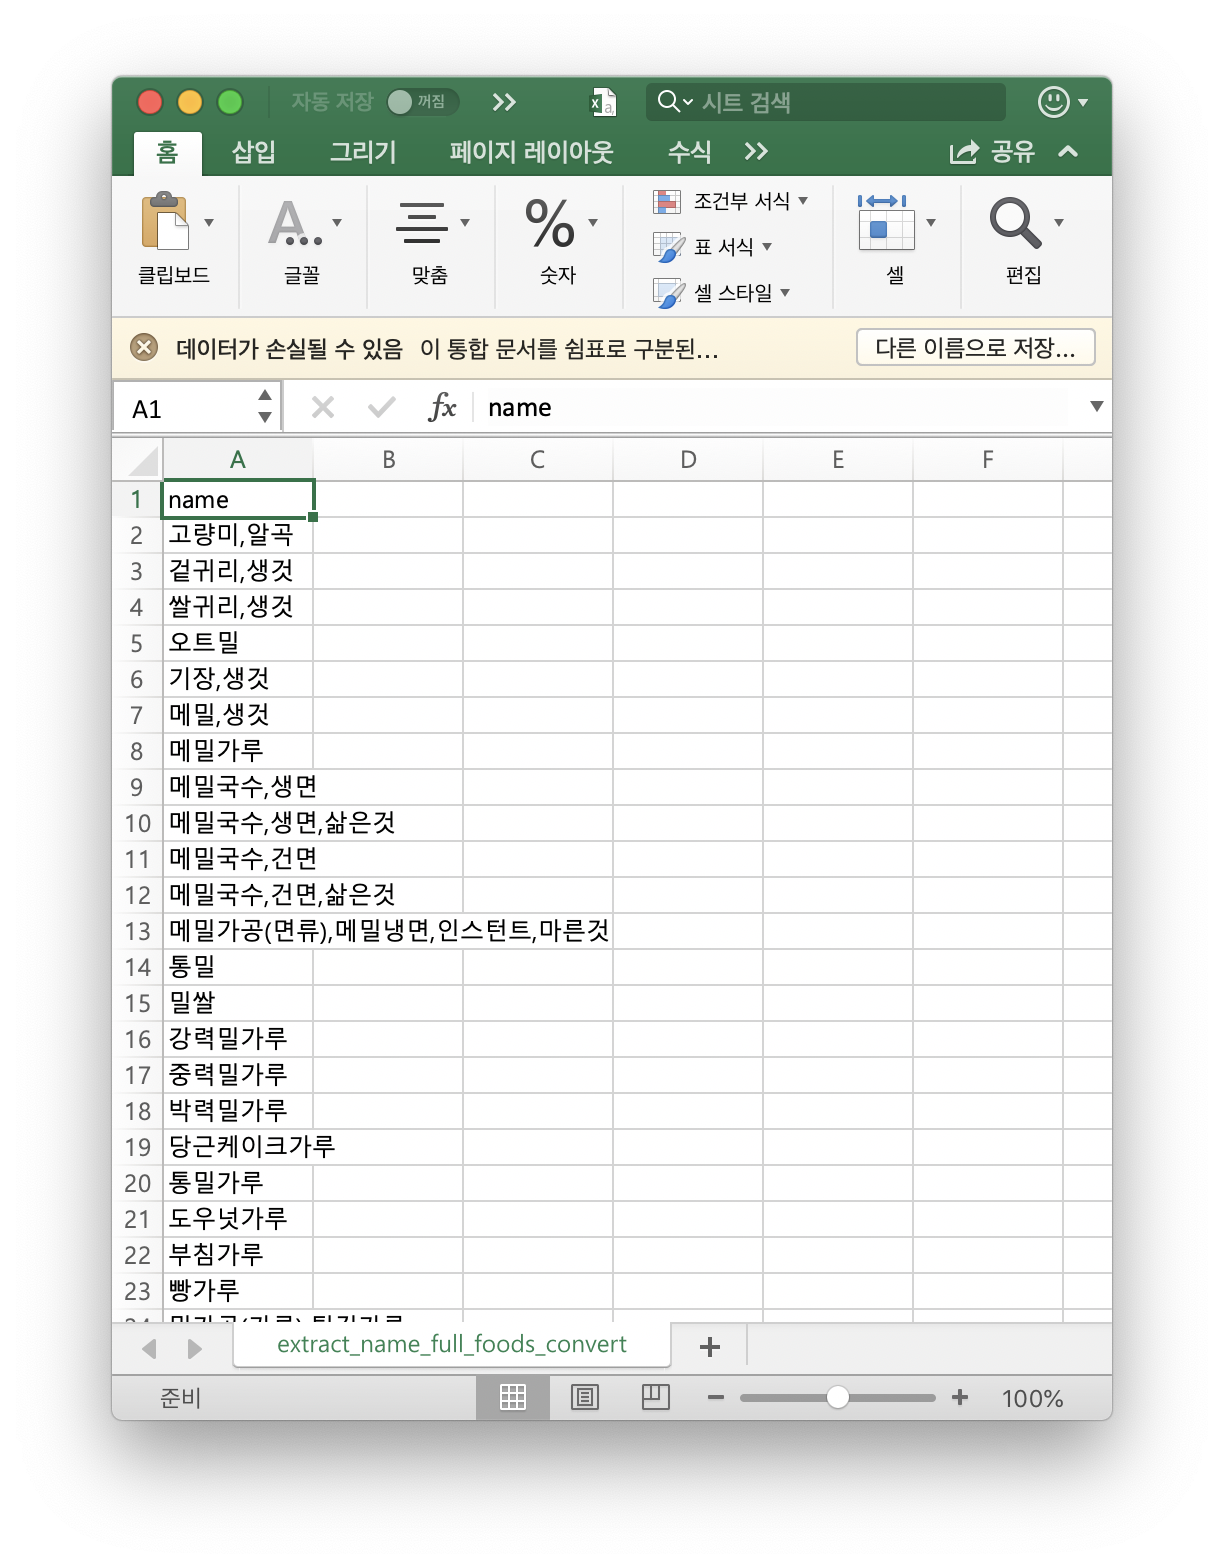 자동 저장 꺼짐 시트 검색
홈 삽입 그리기 페이지 레이아웃 수식 공유
클립보드 글꼴 맞춤 % 숫자 조건부 서식 표 서식 셀 스타일 셀 편집
데이터가 손실될 수 있음 이 통합 문서를 쉼표로 구분된... 다른 이름으로 저장...
A1 fx name
A B C D E F
1 name
2 고량미,알곡
3 겉귀리,생것
4 쌀귀리,생것
5 오트밀
6 기장,생것
7 메밀,생것
8 메밀가루
9 메밀국수,생면
10 메밀국수,생면,삶은것
11 메밀국수,건면
12 메밀국수,건면,삶은것
13 메밀가공(면류),메밀냉면,인스턴트,마른것
14 통밀
15 밀쌀
16 강력밀가루
17 중력밀가루
18 박력밀가루
19 당근케이크가루
20 통밀가루
21 도우넛가루
22 부침가루
23 빵가루
extract_name_full_foods_convert
준비 100%